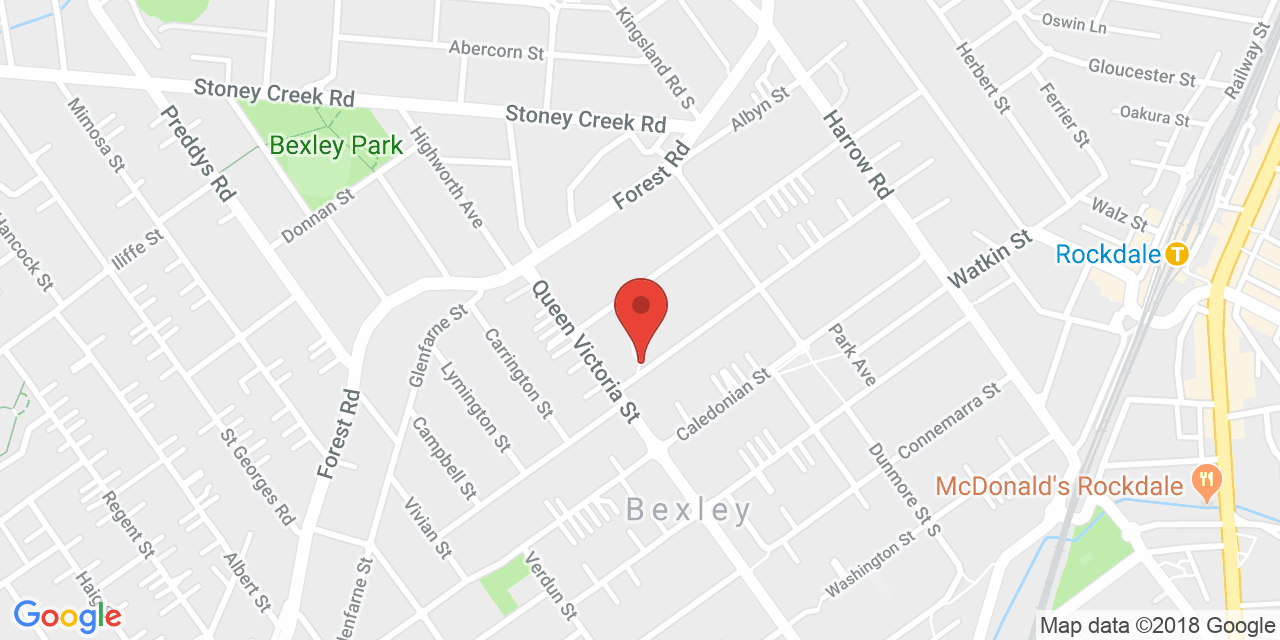 Oswin Ln
Kingsland Rd S
Abercorn St
Railway St
Gloucester St
Herbert St
Stoney Creek Rd
Albyn St
Ferrier St
Mimosa St
Stoney Creek Rd
Oakura St
Preddys Rd
Harrow Rd
Bexley Park
Highworth Ave
Forest Rd
Donnan St
Walz St
Hancock St
Iliffe St
Watkin St
Rockdale
T
Queen Victoria St
Glenfarne St
Carrington St
Park Ave
Lymington St
Caledonian St
Connemarra St
Forest Rd
Campbell St
St Georges Rd
Dunmore St S
McDonald's Rockdale
Regent St
Vivian St
Bexley
Albert St
Verdun St
Washington St
Glenfarne St
Google
Map data ©2018 Google